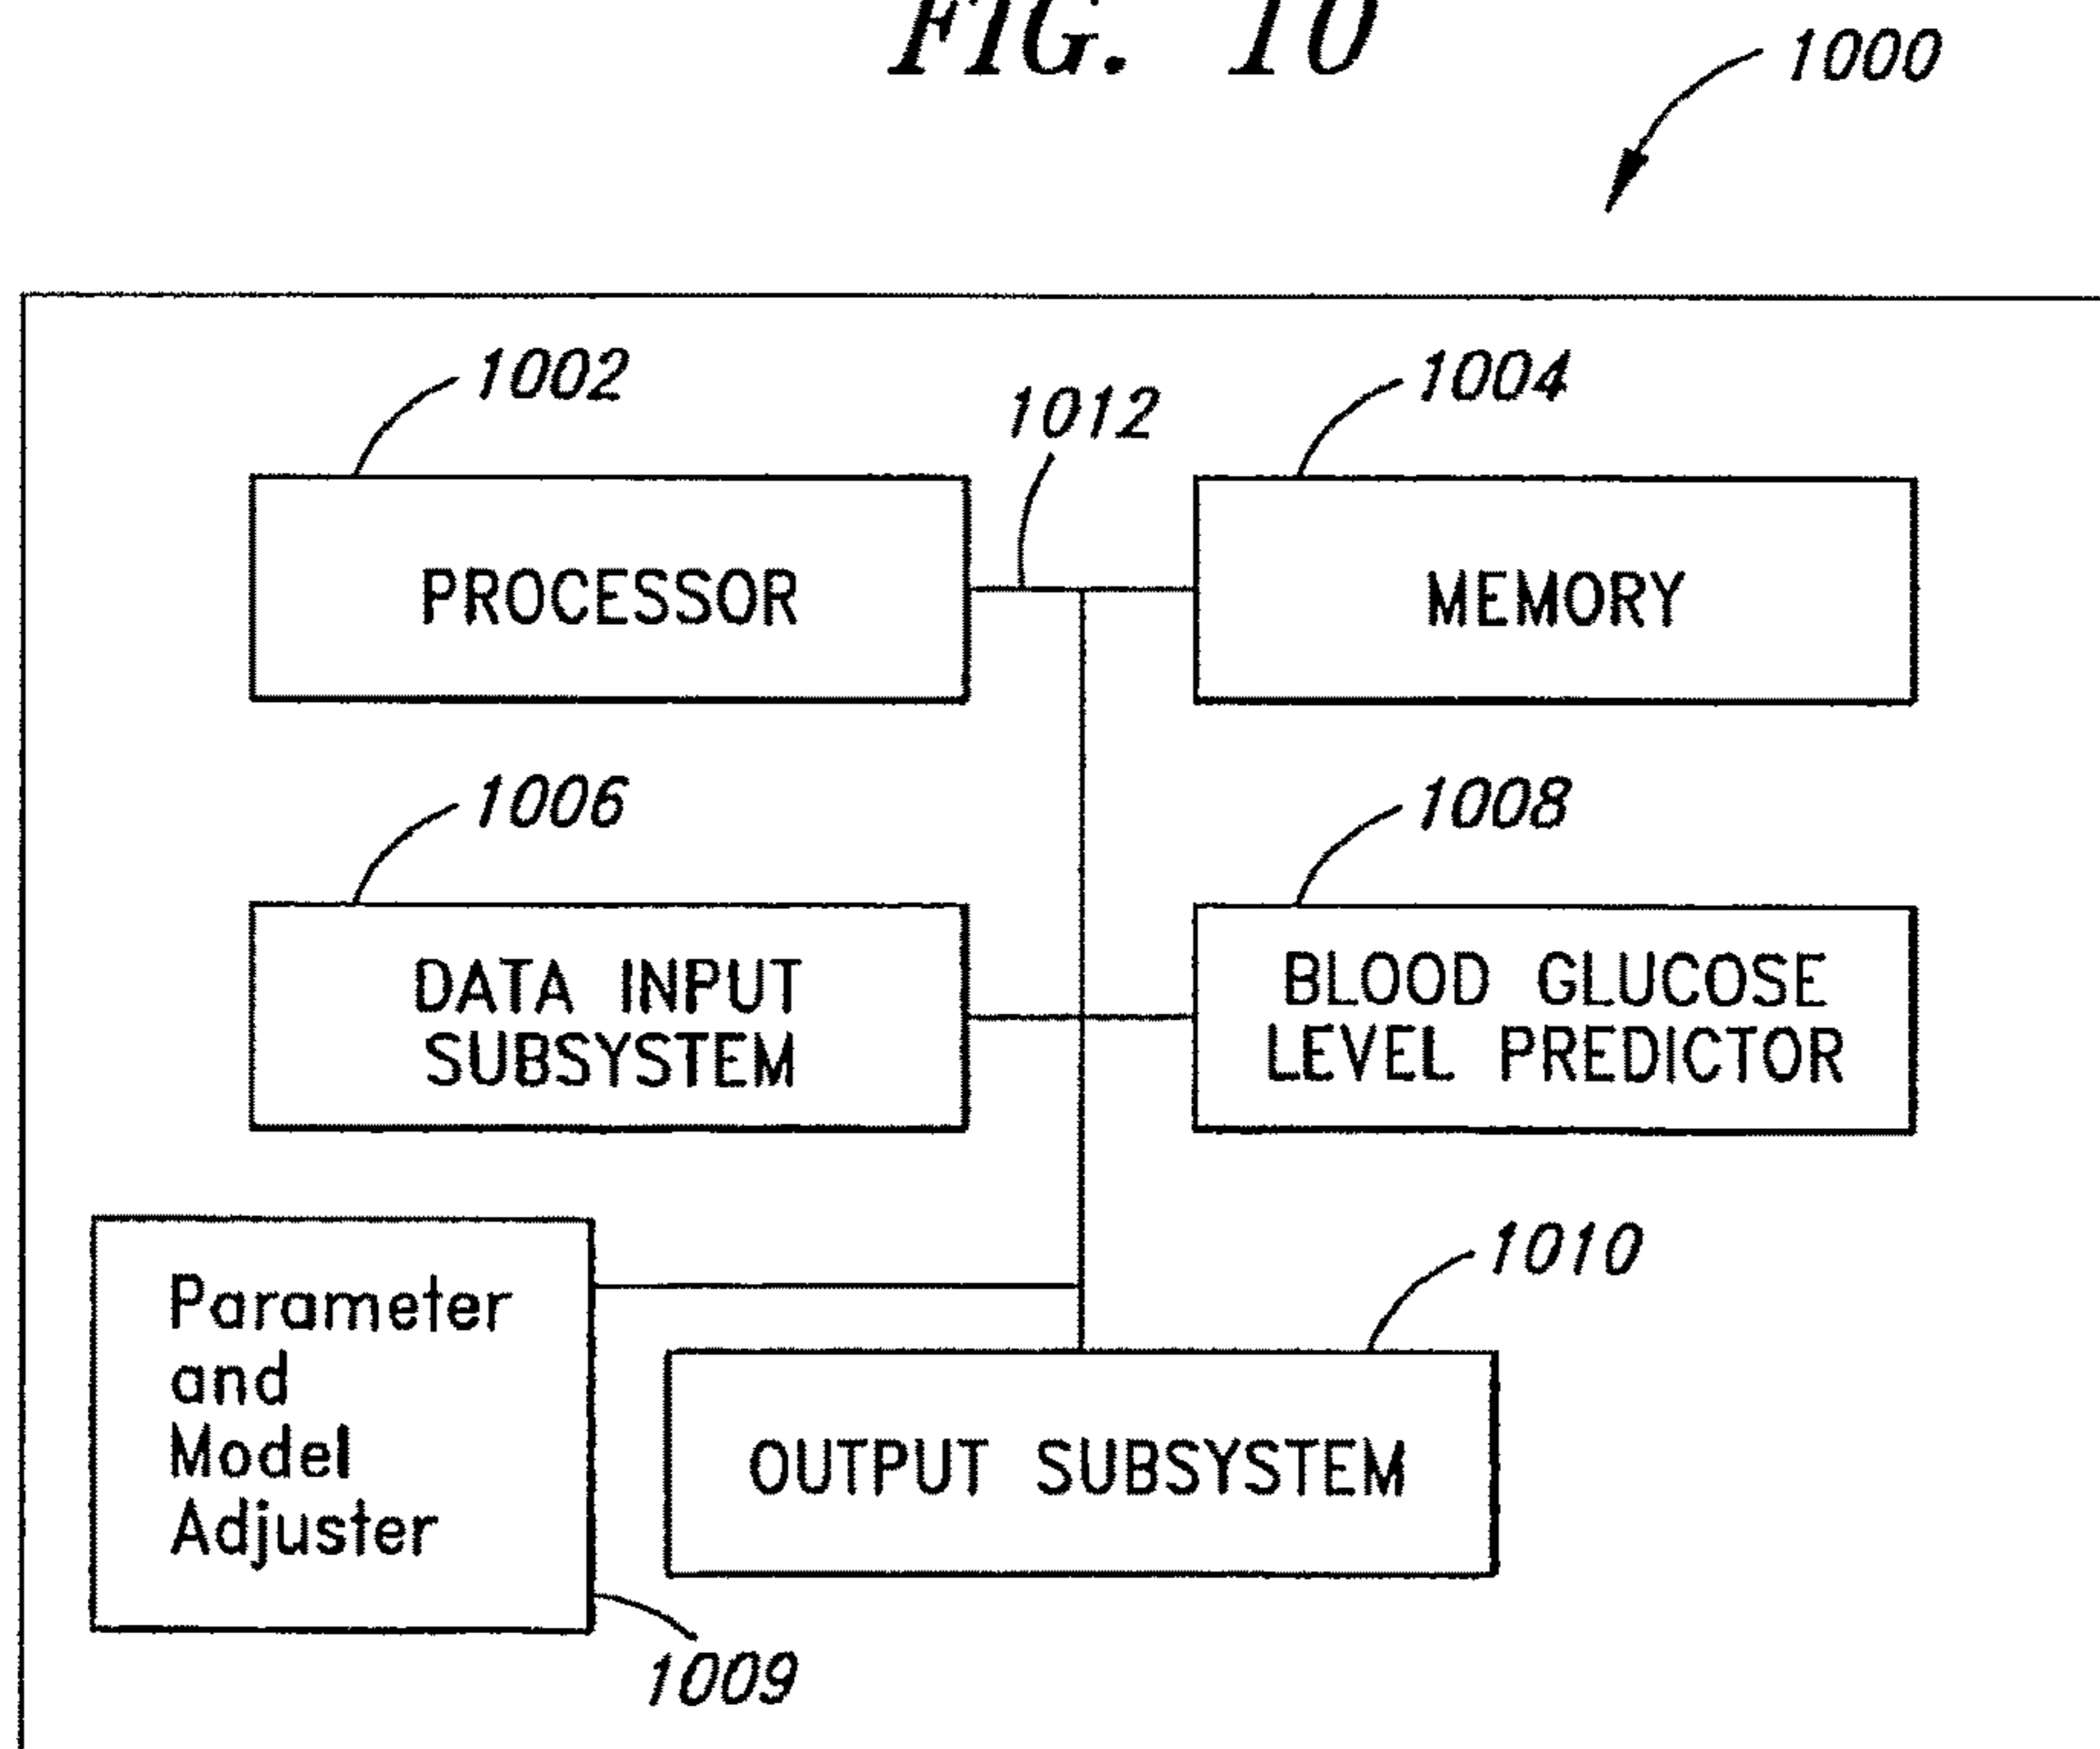 FIG. 10
1000
1002
1012
1004
PROCESSOR
MEMORY
1006
1008
DATA INPUT
SUBSYSTEM
BLOOD GLUCOSE
LEVEL PREDICTOR
Parameter
and
Model
Adjuster
1010
OUTPUT SUBSYSTEM
1009